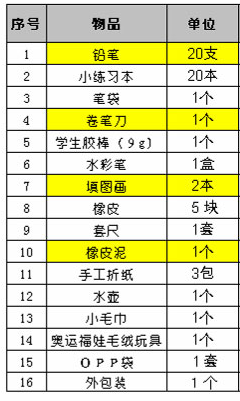 序号 物品 单位
1 铅笔 20支
2 小练习本 20本
3 笔袋 1个
4 卷笔刀 1个
5 学生胶棒（9g） 1个
6 水彩笔 1盒
7 填图画 2本
8 橡皮 5块
9 套尺 1套
10 橡皮泥 1个
11 手工折纸 3包
12 水壶 1个
13 小毛巾 1个
14 奥运福娃毛绒玩具 1个
15 OPP袋 1套
16 外包装 1个